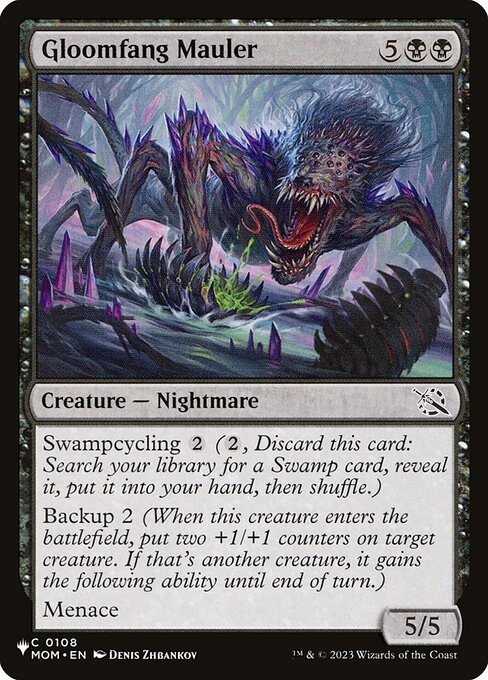 Gloomfang Mauler 5
Creature — Nightmare
Swampcycling 2 (2, Discard this card:
Search your library for a Swamp card, reveal
it, put it into your hand, then shuffle.)
Backup 2 (When this creature enters the
battlefield, put two +1/+1 counters on target
creature. If that's another creature, it gains
the following ability until end of turn.)
Menace
5/5
C 0108
MOM • EN Denis Zhbankov
™ & © 2023 Wizards of the Coast